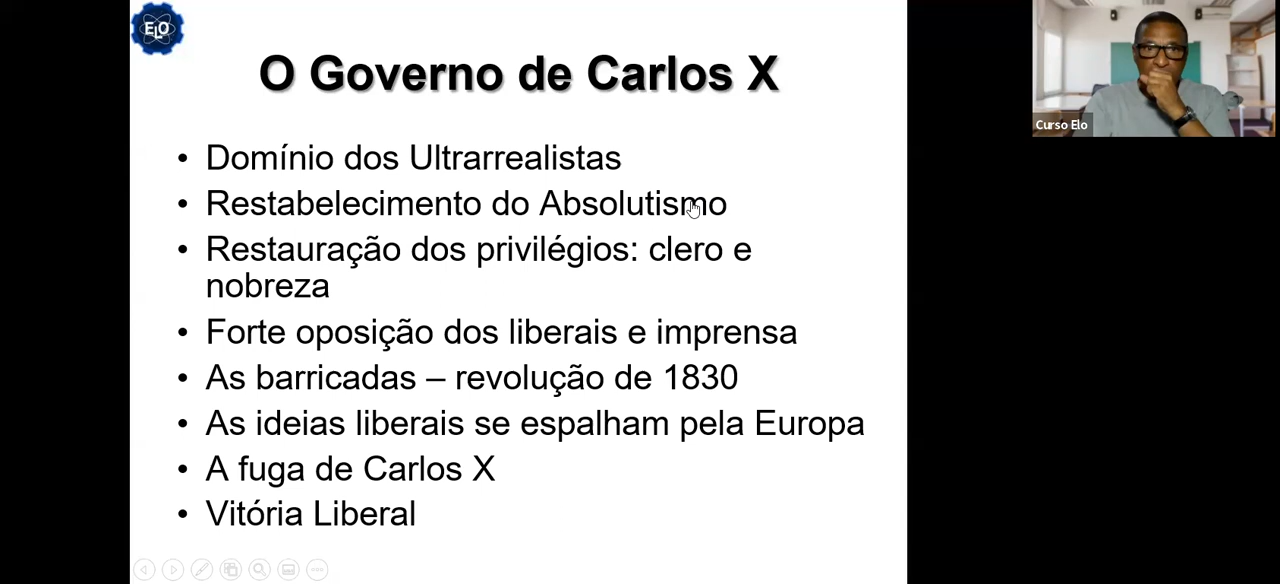 ELO
O Governo de Carlos X
Curso Elo
• Domínio dos Ultrarrealistas
• Restabelecimento do Absolutismo
• Restauração dos privilégios: clero e
nobreza
• Forte oposição dos liberais e imprensa
• As barricadas – revolução de 1830
• As ideias liberais se espalham pela Europa
• A fuga de Carlos X
• Vitória Liberal